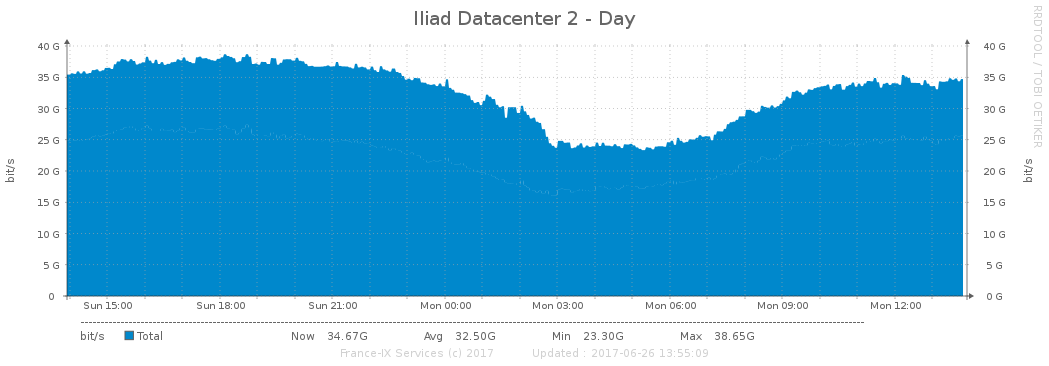 Iliad Datacenter 2 - Day
RRDTOOL / TOBI OETIKER
bit/s
40 G 40 G
35 G 35 G
30 G 30 G
25 G 25 G
20 G 20 G
15 G 15 G
10 G 10 G
5 G 5 G
0 0 G
bit/s
Sun 15:00 Sun 18:00 Sun 21:00 Mon 00:00 Mon 03:00 Mon 06:00 Mon 09:00 Mon 12:00
bit/s Total Now 34.67G Avg 32.50G Min 23.30G Max 38.65G
France-IX Services (c) 2017 Updated : 2017-06-26 13:55:09